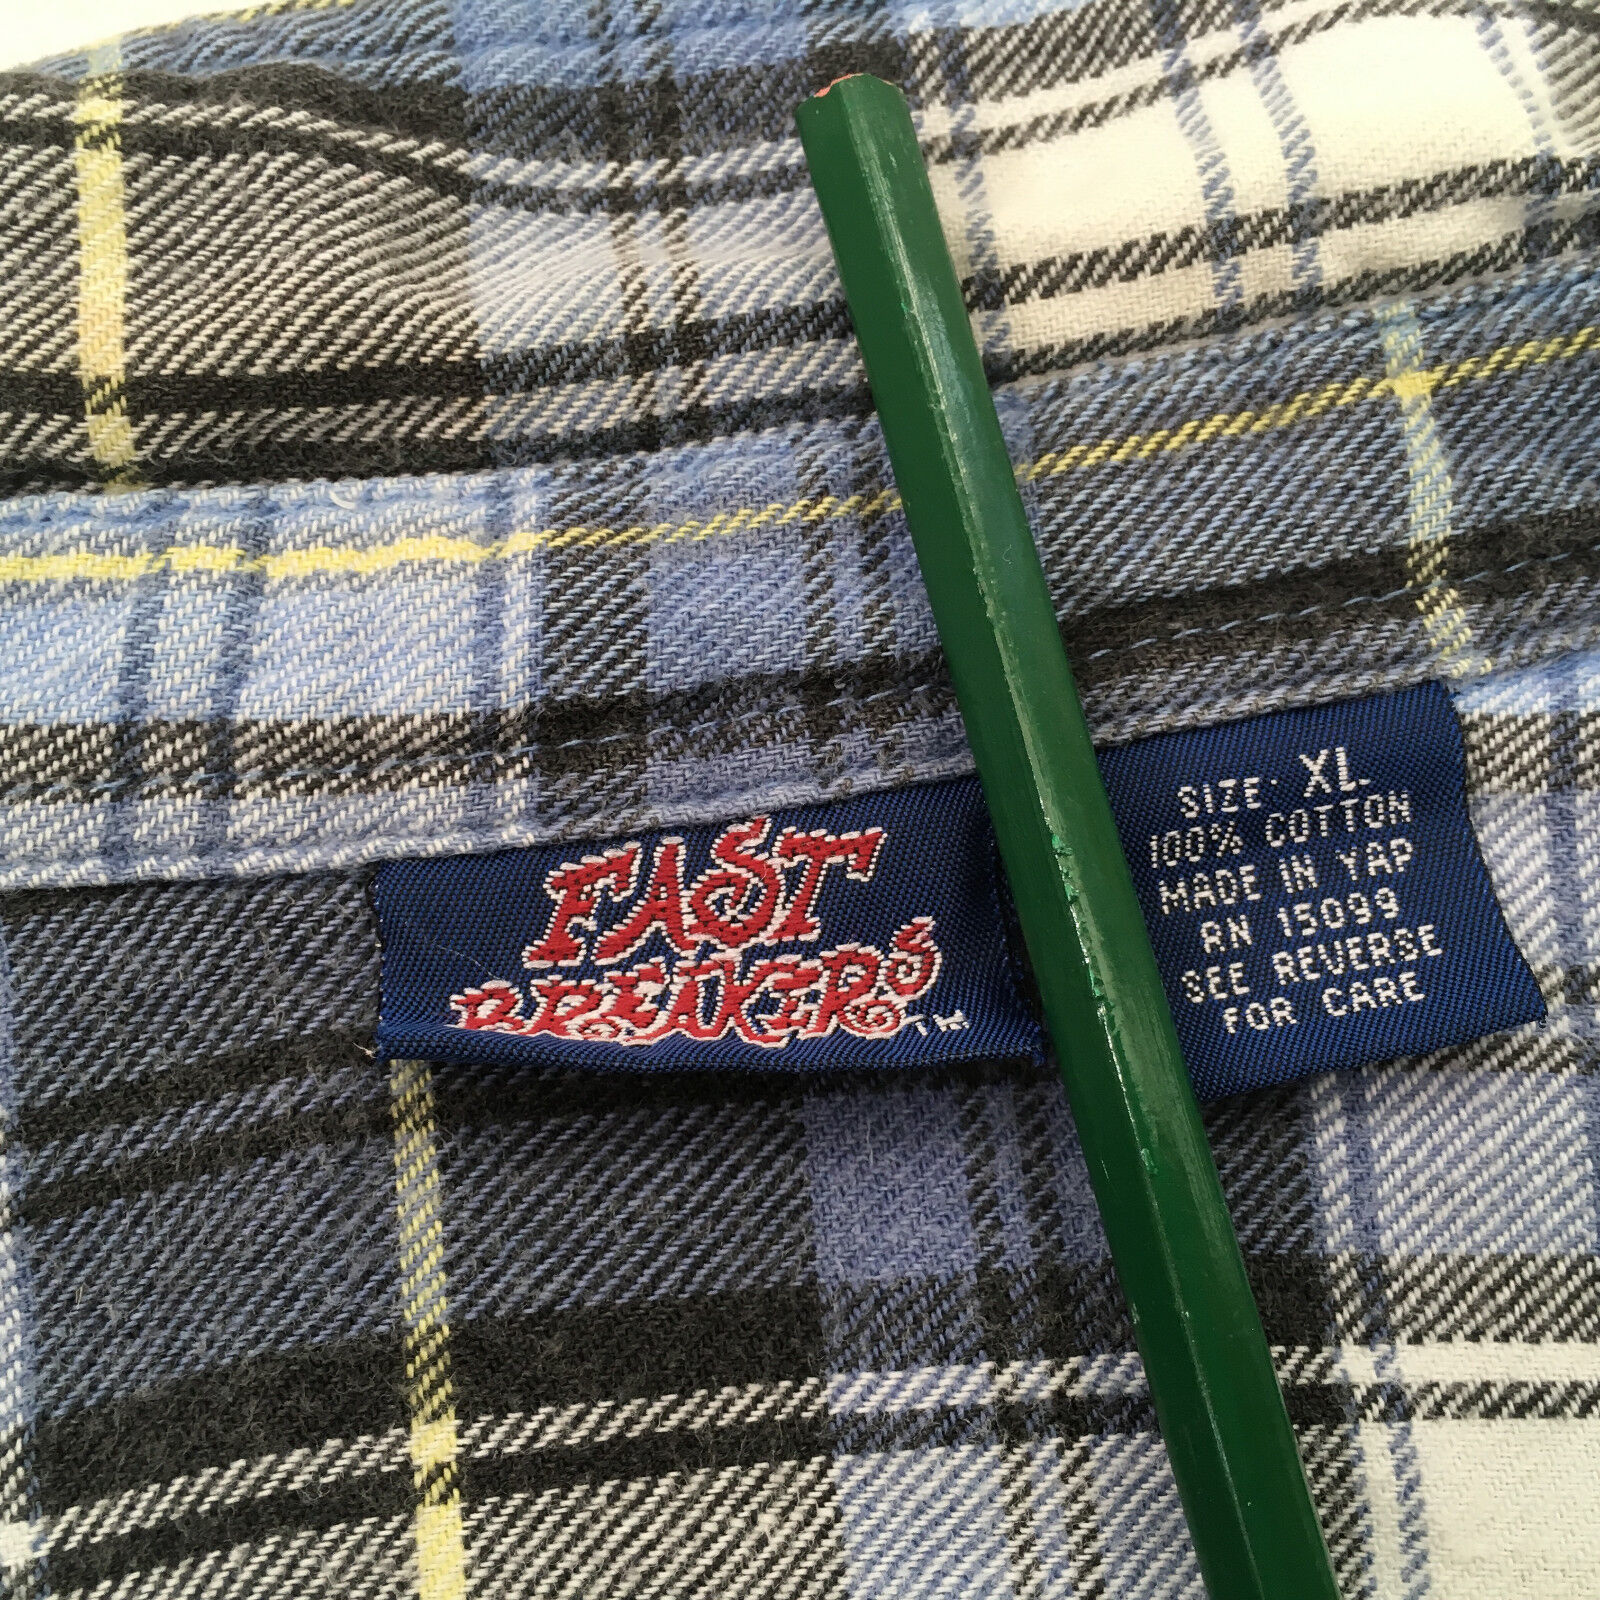 FAST
BREAKERS TM
SIZE: XL
100% COTTON
MADE IN YAP
RN 15099
SEE REVERSE
FOR CARE